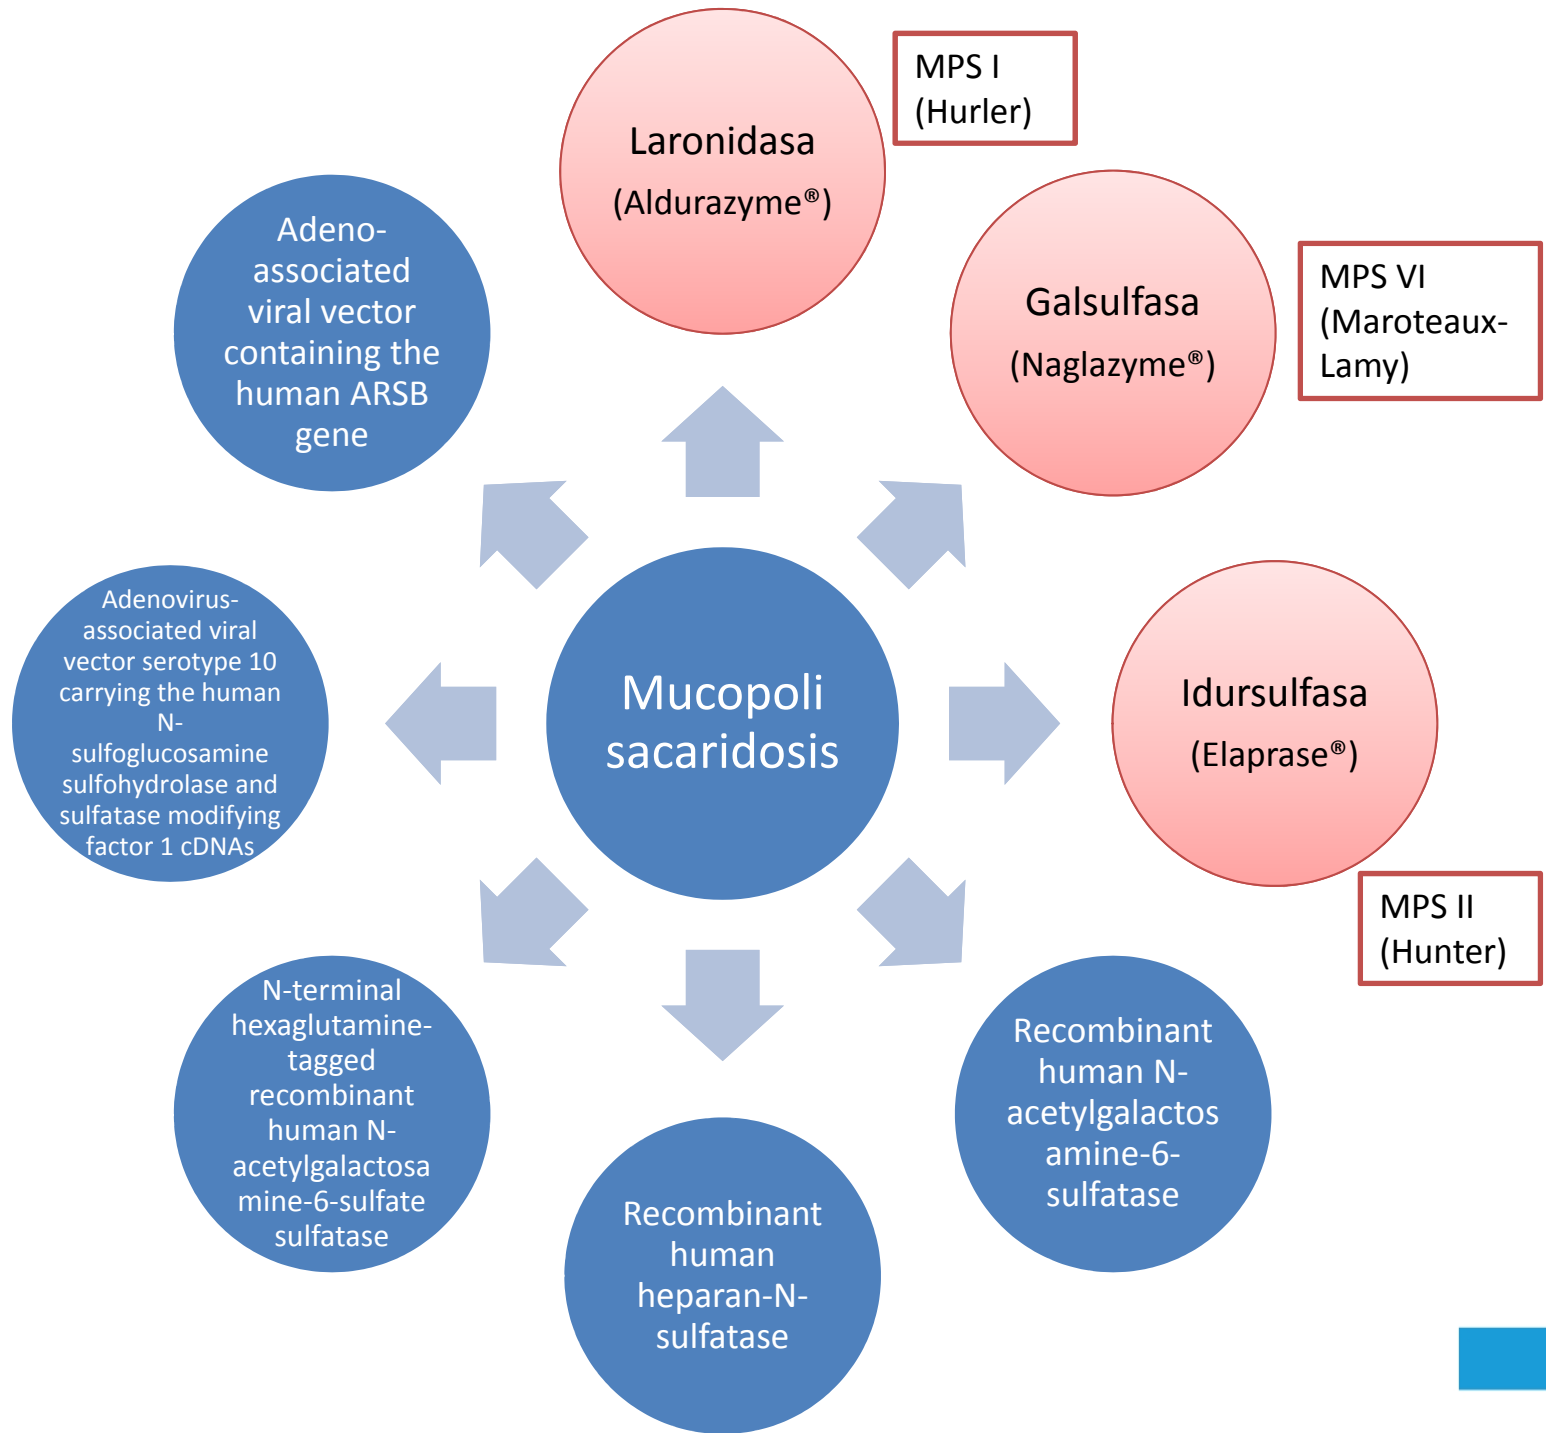 Laronidasa
(Aldurazyme®)
MPS I
(Hurler)
Galsulfasa
(Naglazyme®)
MPS VI
(Maroteaux-
Lamy)
Idursulfasa
(Elaprase®)
MPS II
(Hunter)
Recombinant
human N-
acetylgalactos
amine-6-
sulfatase
Recombinant
human
heparan-N-
sulfatase
N-terminal
hexaglutamine-
tagged
recombinant
human N-
acetylgalactosa
mine-6-sulfate
sulfatase
Adenovirus-
associated viral
vector serotype 10
carrying the human
N-
sulfoglucosamine
sulfohydrolase and
sulfatase modifying
factor 1 cDNAs
Adeno-
associated
viral vector
containing the
human ARSB
gene
Mucopoli
sacaridosis